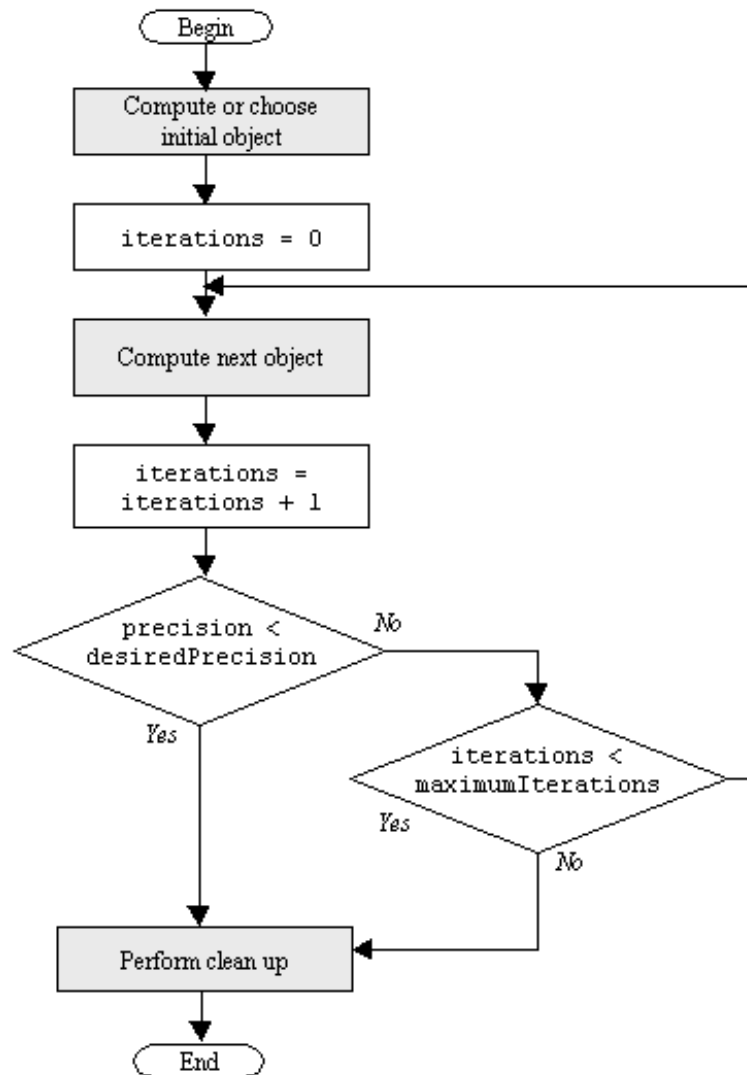 Begin
Compute or choose
initial object
iterations = 0
Compute next object
iterations =
iterations + 1
precision <
desiredPrecision
No
Yes
iterations <
maximumIterations
Yes
No
Perform clean up
End